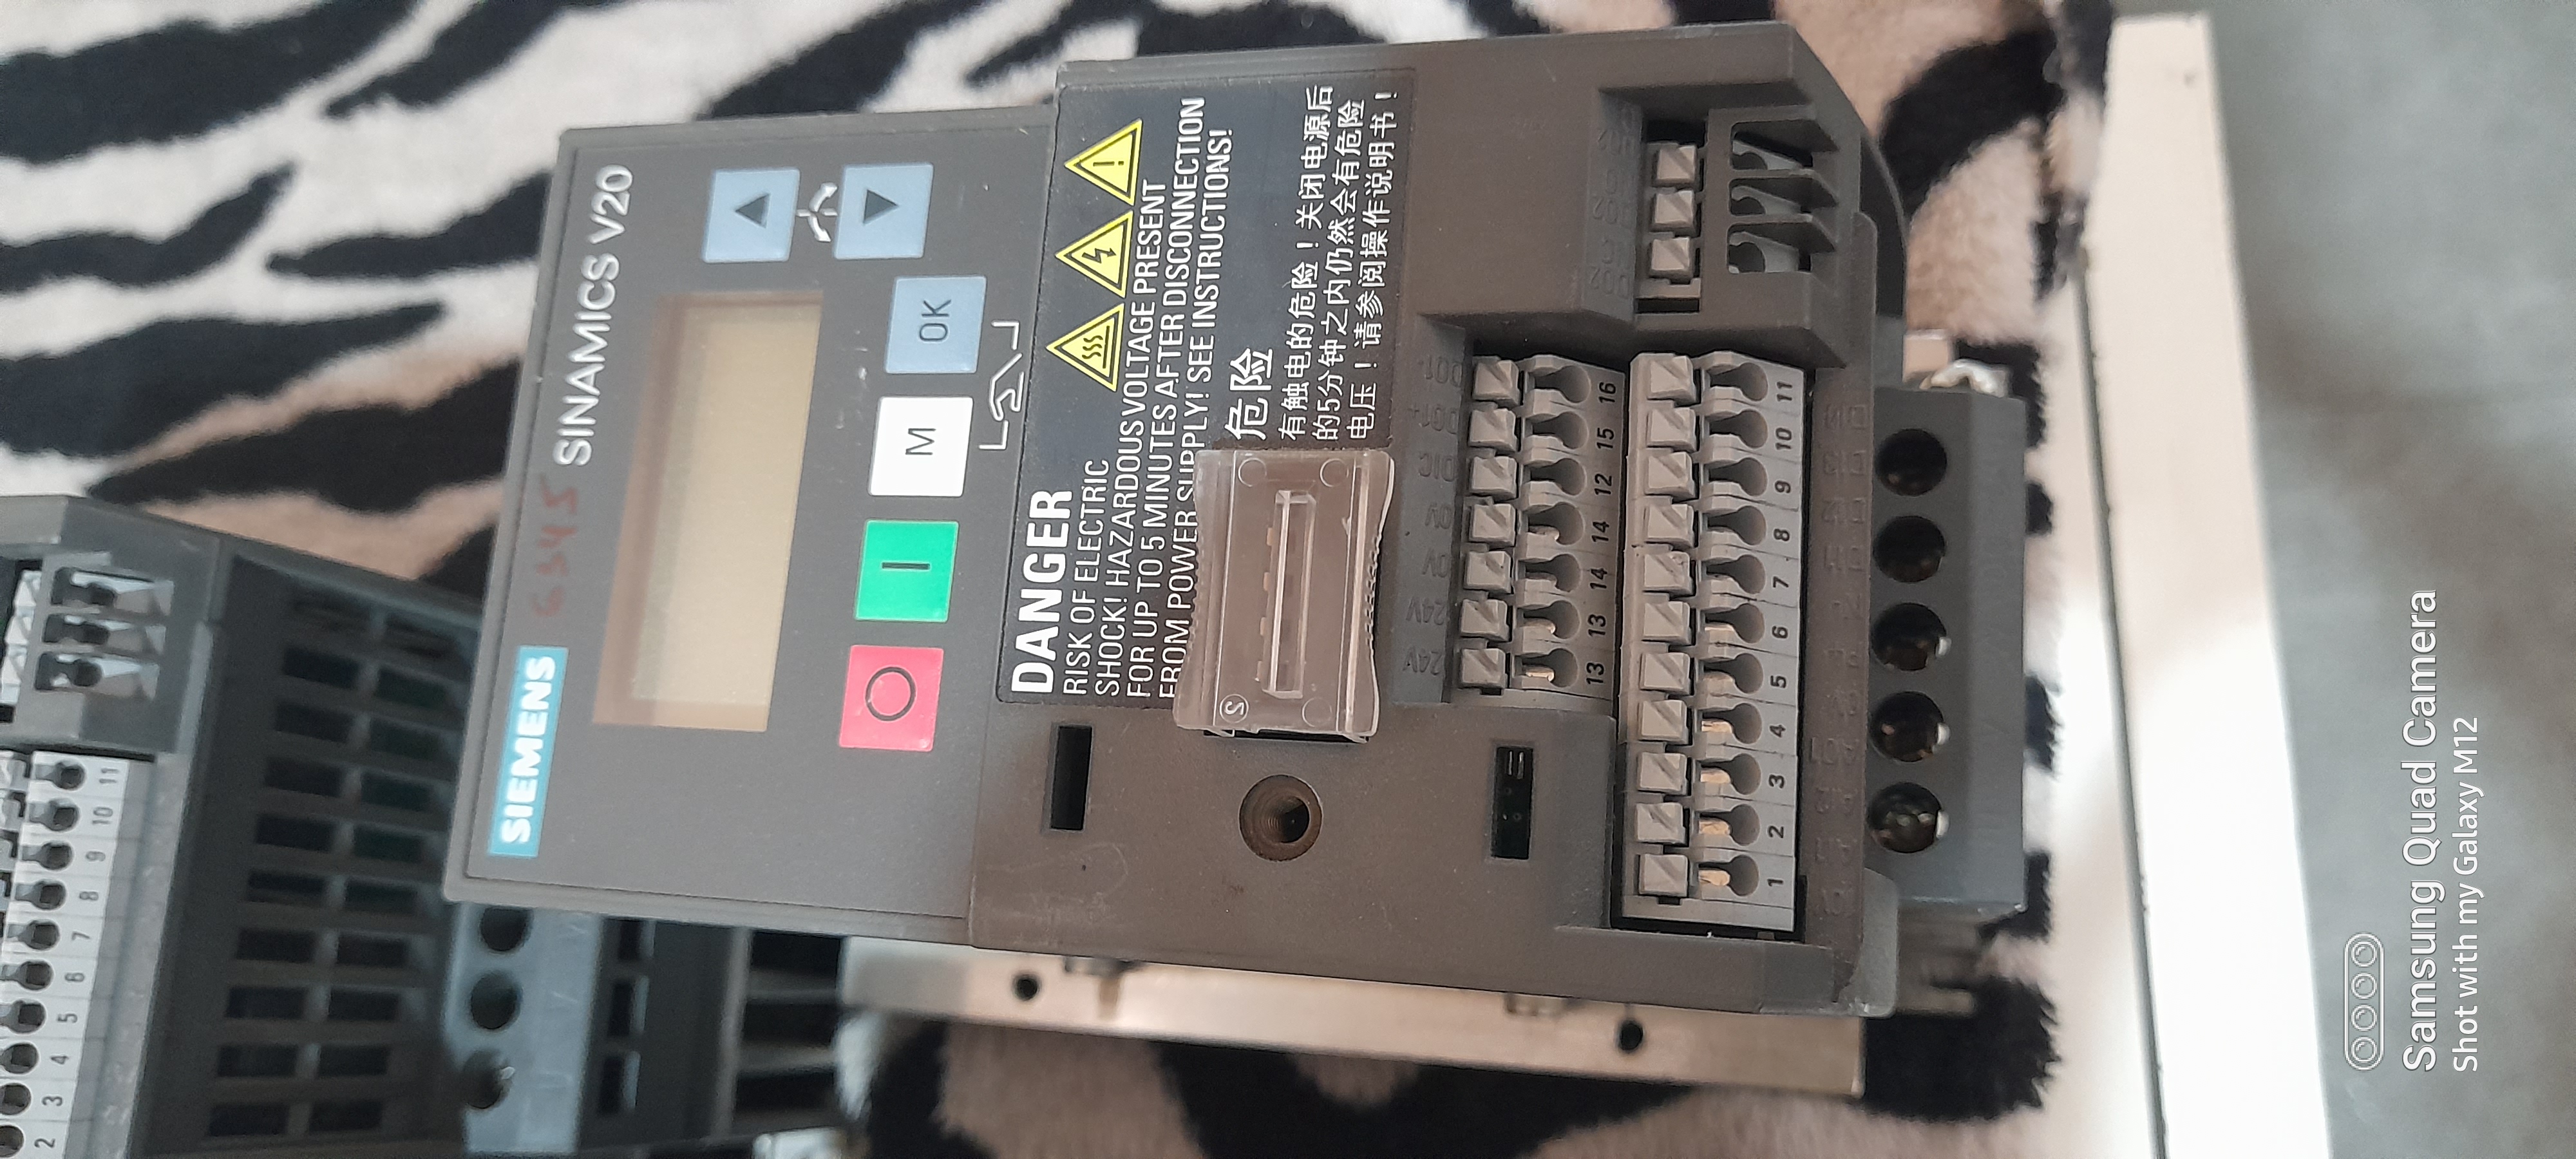 2 3 4 5 6 7 8 9 10 11
SIEMENS
6345
SINAMICS V20
M
OK
DANGER
RISK OF ELECTRIC
SHOCK! HAZARDOUS VOLTAGE PRESENT
FOR UP TO 5 MINUTES AFTER DISCONNECTION
FROM POWER SUPPLY! SEE INSTRUCTIONS!
2
危险
有触电的危险！关闭电源后
的5分钟之内仍然会有危险
电压！请参阅操作说明书！
24V 24V 0V 0V DIC DO1+ DO1-
13 13 14 14 12 15 16
1 2 3 4 5 6 7 8 9 10 11
Samsung Quad Camera
Shot with my Galaxy M12